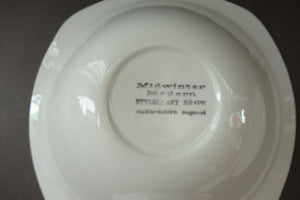 Midwinter
Modern
STYLECRAFT SHAPE
Staffordshire England